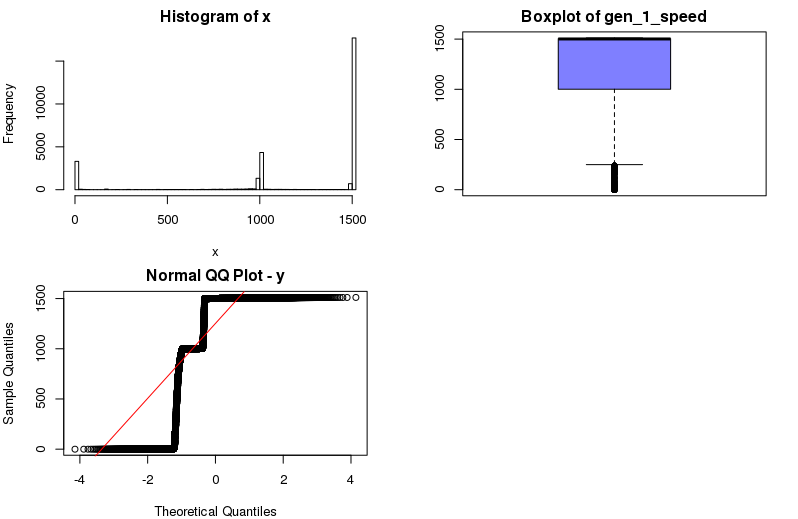 Histogram of x
Frequency
10000
5000
0
0
500
1000
1500
x
Boxplot of gen_1_speed
1500
1000
500
0
Normal QQ Plot - y
Sample Quantiles
1500
1000
500
0
-4
-2
0
2
4
Theoretical Quantiles